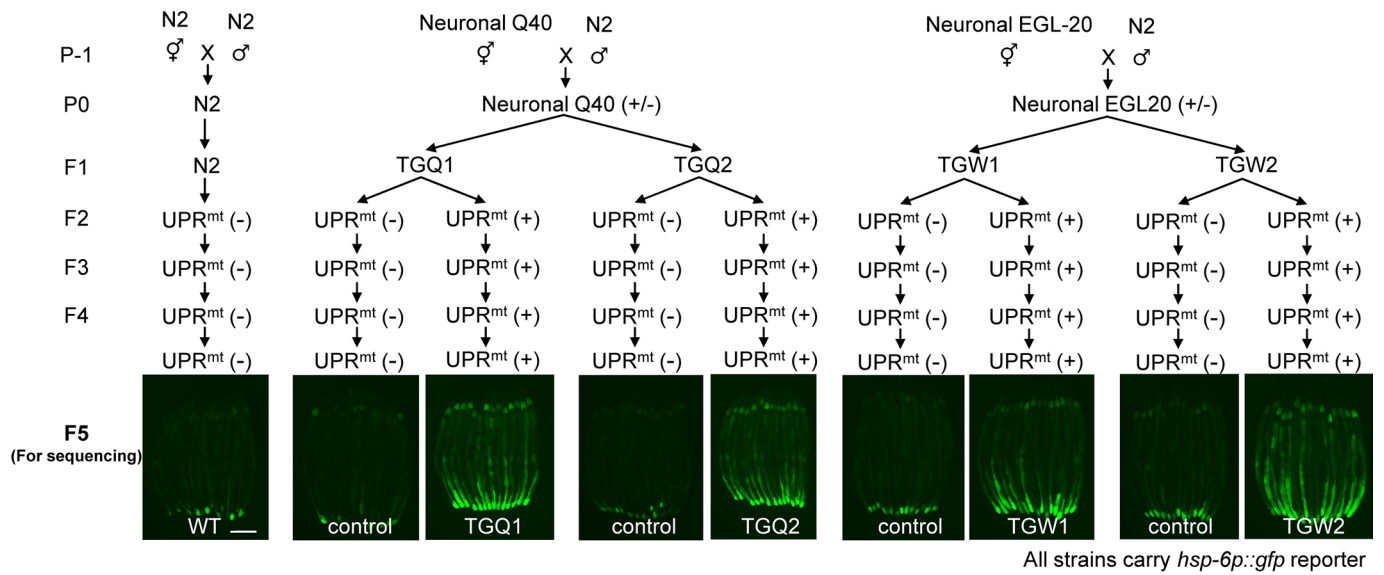 N2 N2 Neuronal Q40 N2 Neuronal EGL-20 N2
P-1 ⚥ X ♂ ⚥ X ♂ ⚥ X ♂
P0 N2 Neuronal Q40 (+/-) Neuronal EGL20 (+/-)
F1 N2 TGQ1 TGQ2 TGW1 TGW2
F2 UPRmt (-) UPRmt (-) UPRmt (+) UPRmt (-) UPRmt (+) UPRmt (-) UPRmt (+) UPRmt (-) UPRmt (+)
F3 UPRmt (-) UPRmt (-) UPRmt (+) UPRmt (-) UPRmt (+) UPRmt (-) UPRmt (+) UPRmt (-) UPRmt (+)
F4 UPRmt (-) UPRmt (-) UPRmt (+) UPRmt (-) UPRmt (+) UPRmt (-) UPRmt (+) UPRmt (-) UPRmt (+)
UPRmt (-) UPRmt (-) UPRmt (+) UPRmt (-) UPRmt (+) UPRmt (-) UPRmt (+) UPRmt (-) UPRmt (+)
F5
(For sequencing)
WT control TGQ1 control TGQ2 control TGW1 control TGW2
All strains carry hsp-6p::gfp reporter